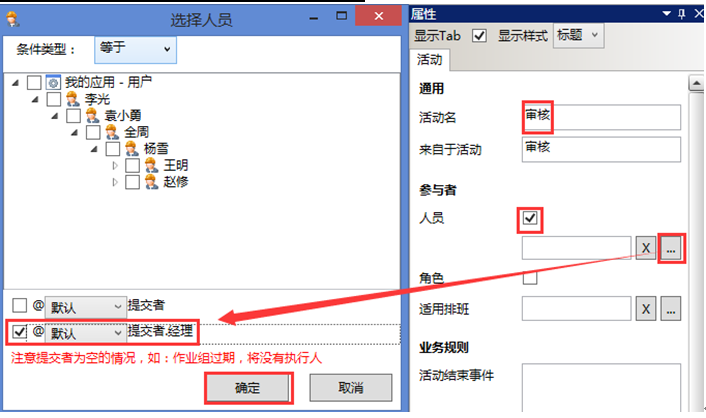 选择人员
条件类型： 等于
我的应用 - 用户
李光
袁小勇
全周
杨雪
王明
赵修
@ 默认 提交者
@ 默认 提交者.经理
注意提交者为空的情况，如：作业组过期，将没有执行人
确定 取消
属性
显示Tab 显示样式 标题
活动
通用
活动名 审核
来自于活动 审核
参与者
人员
X ...
角色
适用排班 X ...
业务规则
活动结束事件